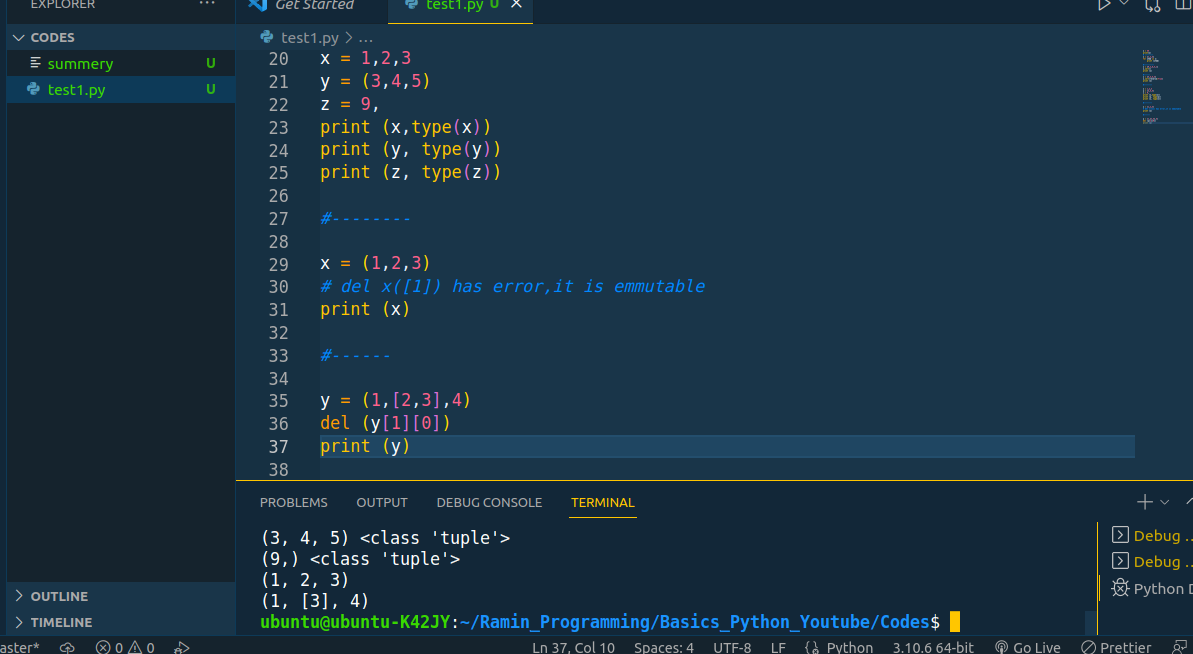 EXPLORER ...
Get Started
test1.py U ×
CODES
summery U
test1.py U
OUTLINE
TIMELINE
test1.py > ...
20 x = 1,2,3
21 y = (3,4,5)
22 z = 9,
23 print (x,type(x))
24 print (y, type(y))
25 print (z, type(z))
26
27 #--------
28
29 x = (1,2,3)
30 # del x([1]) has error,it is emmutable
31 print (x)
32
33 #------
34
35 y = (1,[2,3],4)
36 del (y[1][0])
37 print (y)
38
PROBLEMS OUTPUT DEBUG CONSOLE TERMINAL
(3, 4, 5) <class 'tuple'>
(9,) <class 'tuple'>
(1, 2, 3)
(1, [3], 4)
ubuntu@ubuntu-K42JY:~/Ramin_Programming/Basics_Python_Youtube/Codes$
Debug ..
Debug ..
Python D
aster* 0 0 Ln 37, Col 10 Spaces: 4 UTF-8 LF {} Python 3.10.6 64-bit Go Live Prettier